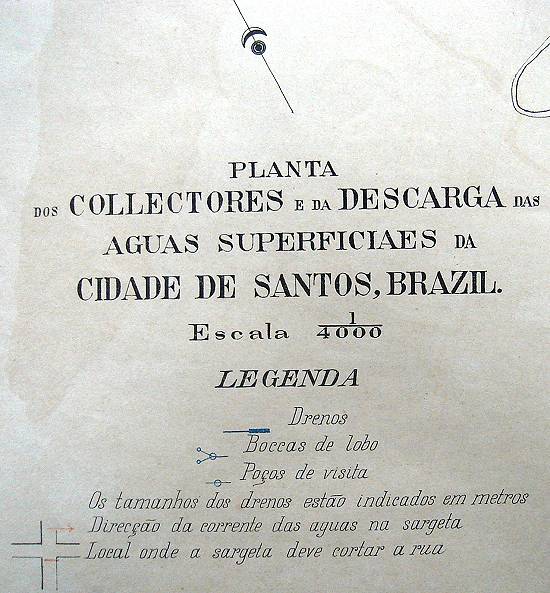 PLANTA
DOS COLLECTORES E DA DESCARGA DAS
AGUAS SUPERFICIAES DA
CIDADE DE SANTOS, BRAZIL.
Escala 1/4000
LEGENDA
Drenos
Boccas de lobo
Poços de visita
Os tamanhos dos drenos estão indicados em metros
Direcção da corrente das aguas na sargeta
Local onde a sargeta deve cortar a rua